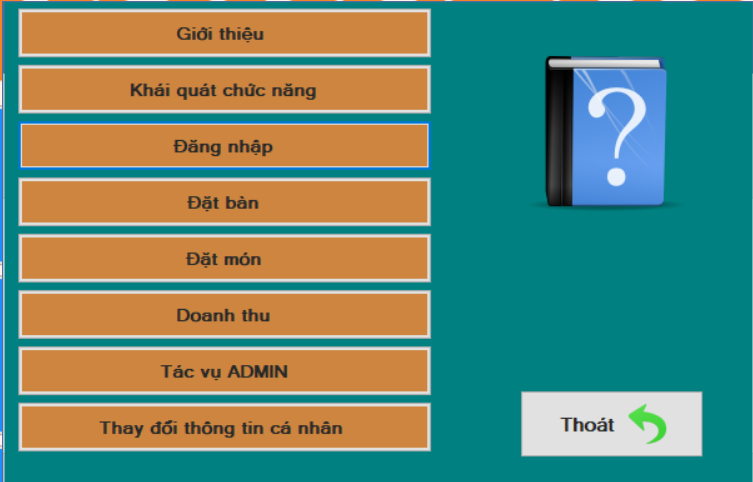 Giới thiệu
Khái quát chức năng
Đăng nhập
Đặt bàn
Đặt món
Doanh thu
Tác vụ ADMIN
Thay đổi thông tin cá nhân
?
Thoát